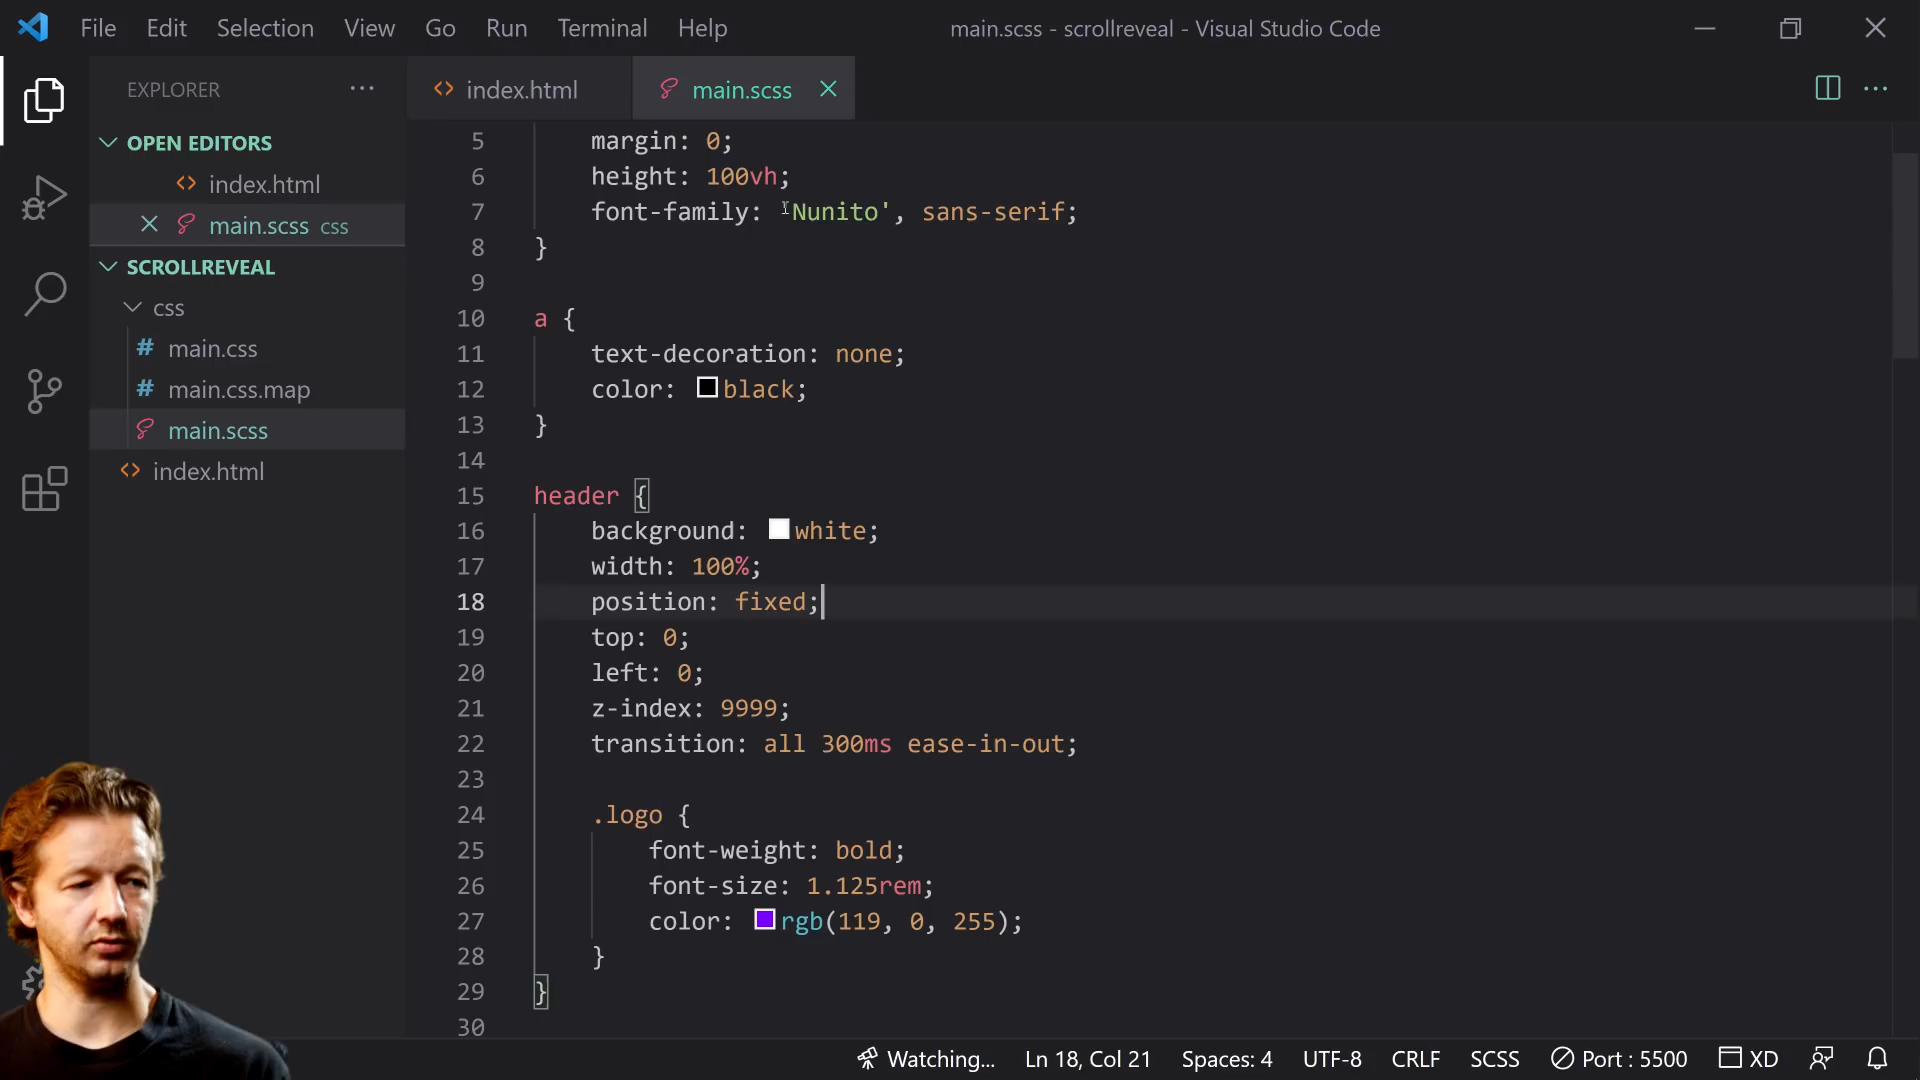 File Edit Selection View Go Run Terminal Help
main.scss - scrollreveal - Visual Studio Code
EXPLORER
OPEN EDITORS
index.html
main.scss css
SCROLLREVEAL
css
main.css
main.css.map
main.scss
index.html
index.html
main.scss
5 margin: 0;
6 height: 100vh;
7 font-family: 'Nunito', sans-serif;
8 }
9
10 a {
11 text-decoration: none;
12 color: black;
13 }
14
15 header {
16 background: white;
17 width: 100%;
18 position: fixed;
19 top: 0;
20 left: 0;
21 z-index: 9999;
22 transition: all 300ms ease-in-out;
23
24 .logo {
25 font-weight: bold;
26 font-size: 1.125rem;
27 color: rgb(119, 0, 255);
28 }
29 }
30
Watching... Ln 18, Col 21 Spaces: 4 UTF-8 CRLF SCSS Port : 5500 XD